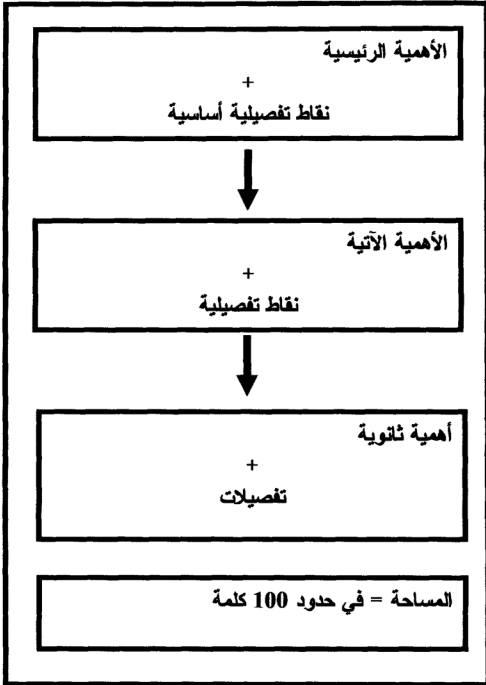 الأهمية الرئيسية
+
نقاط تفصيلية أساسية
الأهمية الآتية
+
نقاط تفصيلية
أهمية ثانوية
+
تفصيلات
المساحة = في حدود 100 كلمة